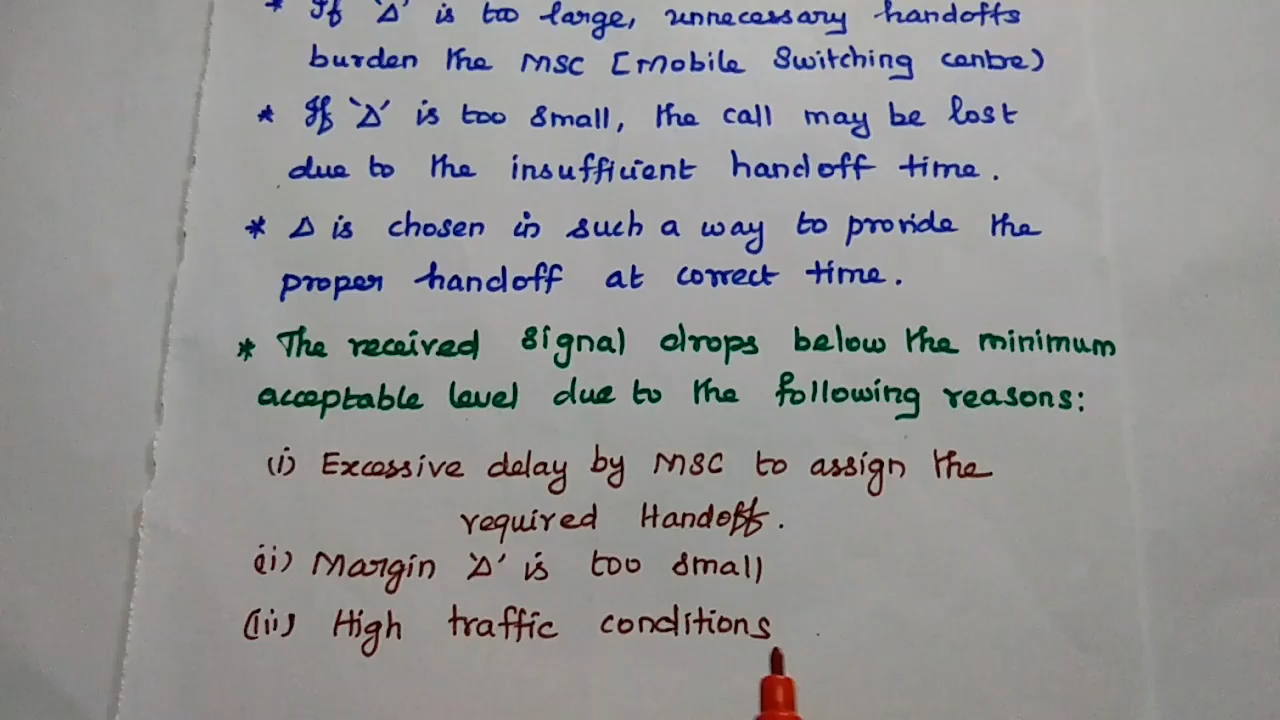 * If 'Δ' is too large, unnecessary handoffs
burden the MSC [Mobile Switching centre)
* If 'Δ' is too small, the call may be lost
due to the insufficient handoff time.
* Δ is chosen in such a way to provide the
proper handoff at correct time.
* The received signal drops below the minimum
acceptable level due to the following reasons:
(i) Excessive delay by MSC to assign the
required Handoff.
(ii) Margin 'Δ' is too small
(iii) High traffic conditions